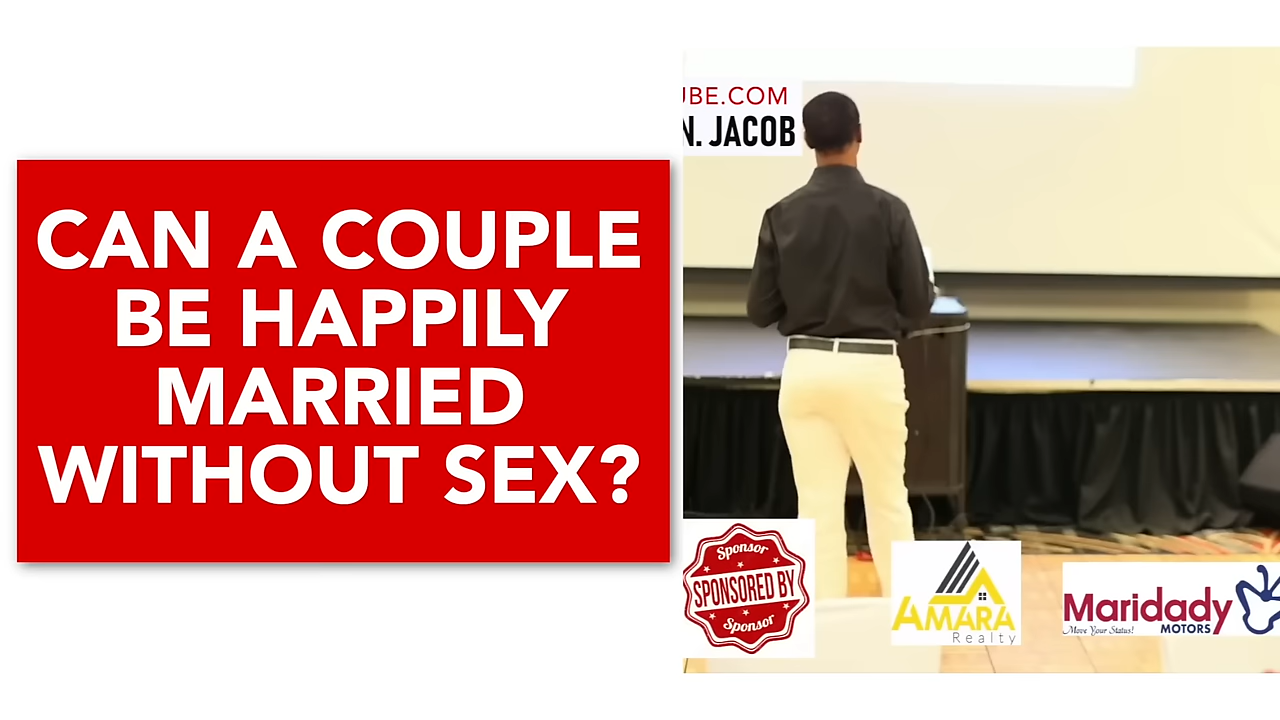 CAN A COUPLE
BE HAPPILY
MARRIED
WITHOUT SEX?
UBE.COM
N. JACOB
Sponsor
SPONSORED BY
Sponsor
AMARA
Realty
Maridady
Move Your Status!
MOTORS